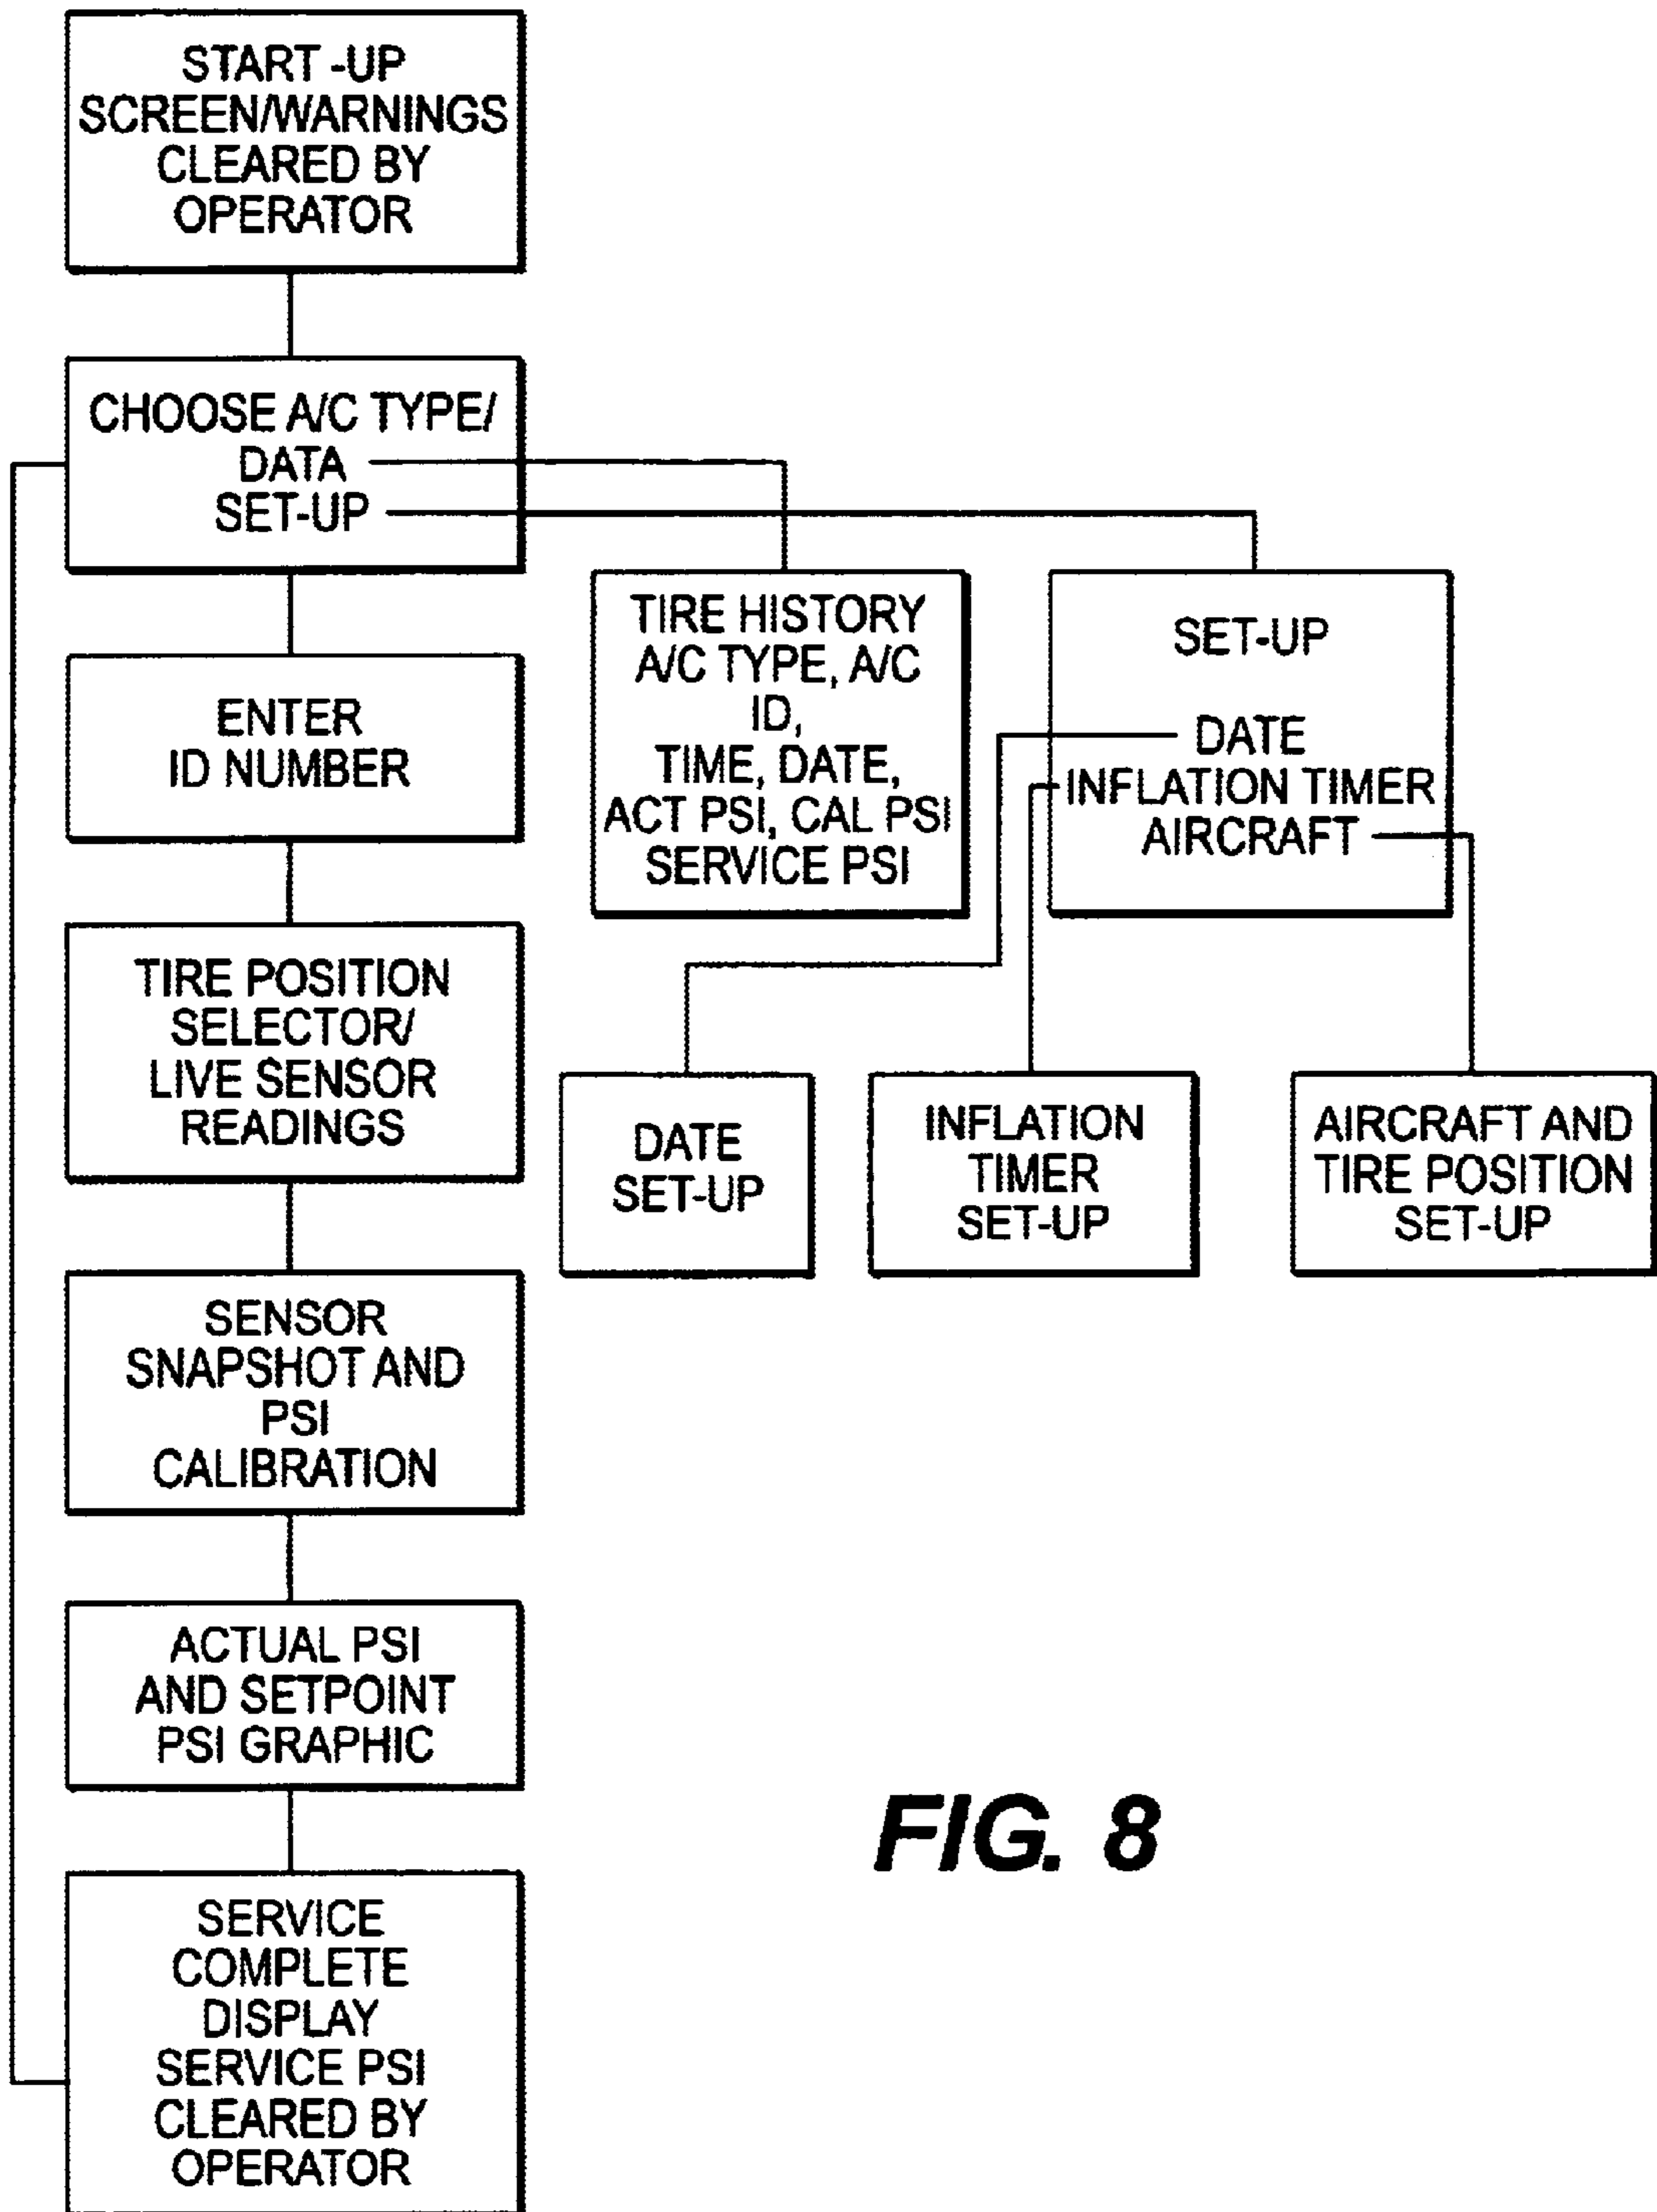 START -UP
SCREEN/WARNINGS
CLEARED BY
OPERATOR
CHOOSE A/C TYPE/
DATA
SET-UP
ENTER
ID NUMBER
TIRE POSITION
SELECTOR/
LIVE SENSOR
READINGS
SENSOR
SNAPSHOT AND
PSI
CALIBRATION
ACTUAL PSI
AND SETPOINT
PSI GRAPHIC
SERVICE
COMPLETE
DISPLAY
SERVICE PSI
CLEARED BY
OPERATOR
TIRE HISTORY
A/C TYPE, A/C
ID,
TIME, DATE,
ACT PSI, CAL PSI
SERVICE PSI
SET-UP
DATE
INFLATION TIMER
AIRCRAFT
DATE
SET-UP
INFLATION
TIMER
SET-UP
AIRCRAFT AND
TIRE POSITION
SET-UP
FIG. 8